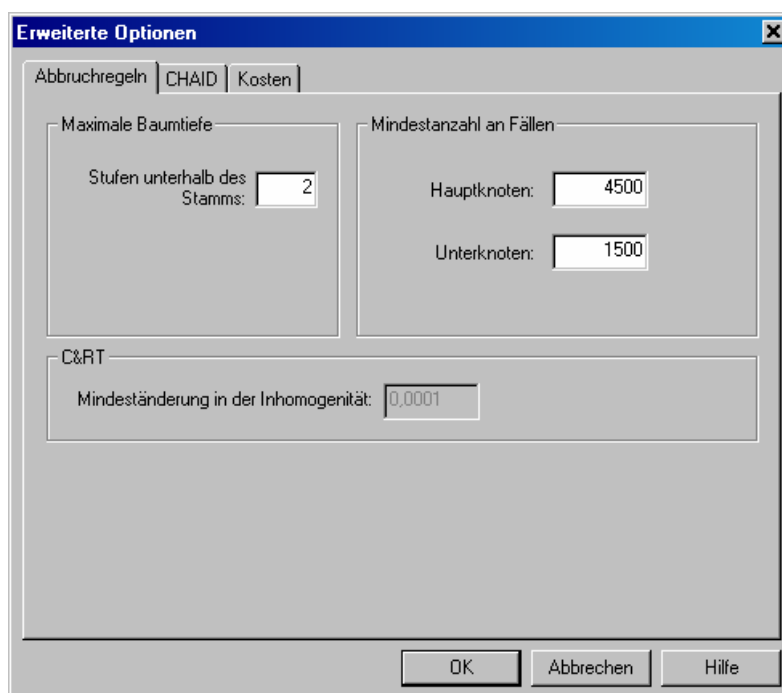 Erweiterte Optionen
Abbruchregeln CHAID Kosten
Maximale Baumtiefe
Stufen unterhalb des
Stamms: 2
Mindestanzahl an Fällen
Hauptknoten: 4500
Unterknoten: 1500
C&RT
Mindeständerung in der Inhomogenität: 0,0001
OK Abbrechen Hilfe